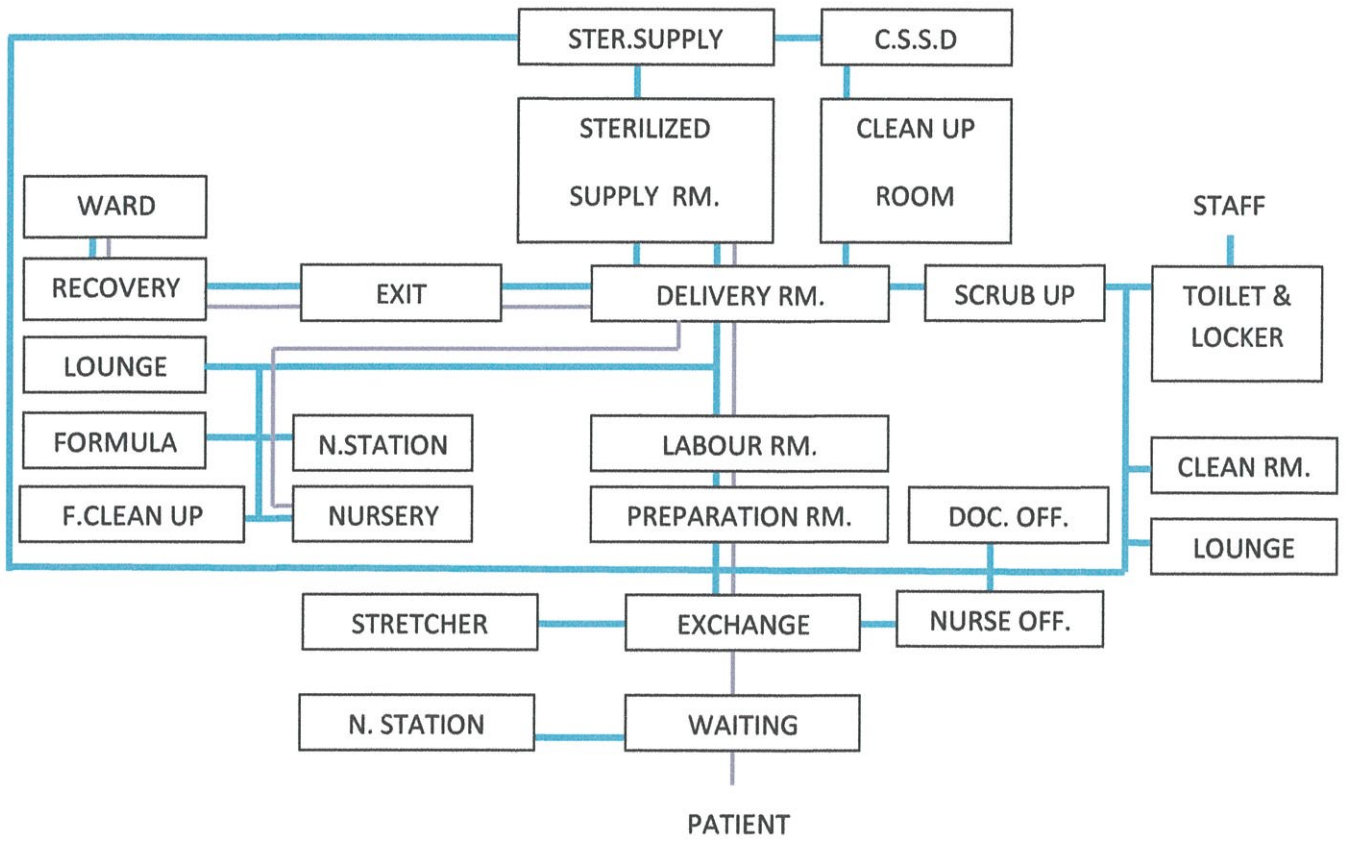 STER.SUPPLY
C.S.S.D
STERILIZED
SUPPLY RM.
CLEAN UP
ROOM
WARD
STAFF
RECOVERY
EXIT
DELIVERY RM.
SCRUB UP
TOILET &
LOCKER
LOUNGE
FORMULA
N.STATION
LABOUR RM.
CLEAN RM.
F.CLEAN UP
NURSERY
PREPARATION RM.
DOC. OFF.
LOUNGE
STRETCHER
EXCHANGE
NURSE OFF.
N. STATION
WAITING
PATIENT